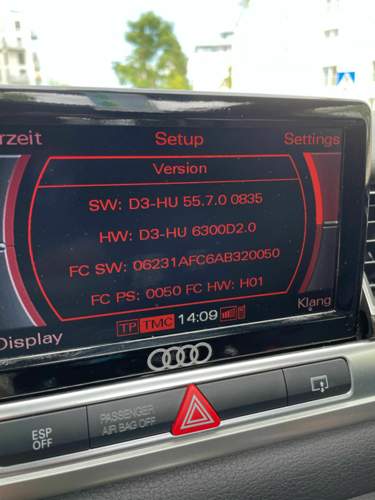 rzeit Setup Settings
Version
SW: D3-HU 55.7.0 0835
HW: D3-HU 6300D2.0
FC SW: 06231AFC6AB320050
FC PS: 0050 FC HW: H01
Display TP TMC 14:09 Klang
ESP
OFF
PASSENGER
AIR BAG OFF